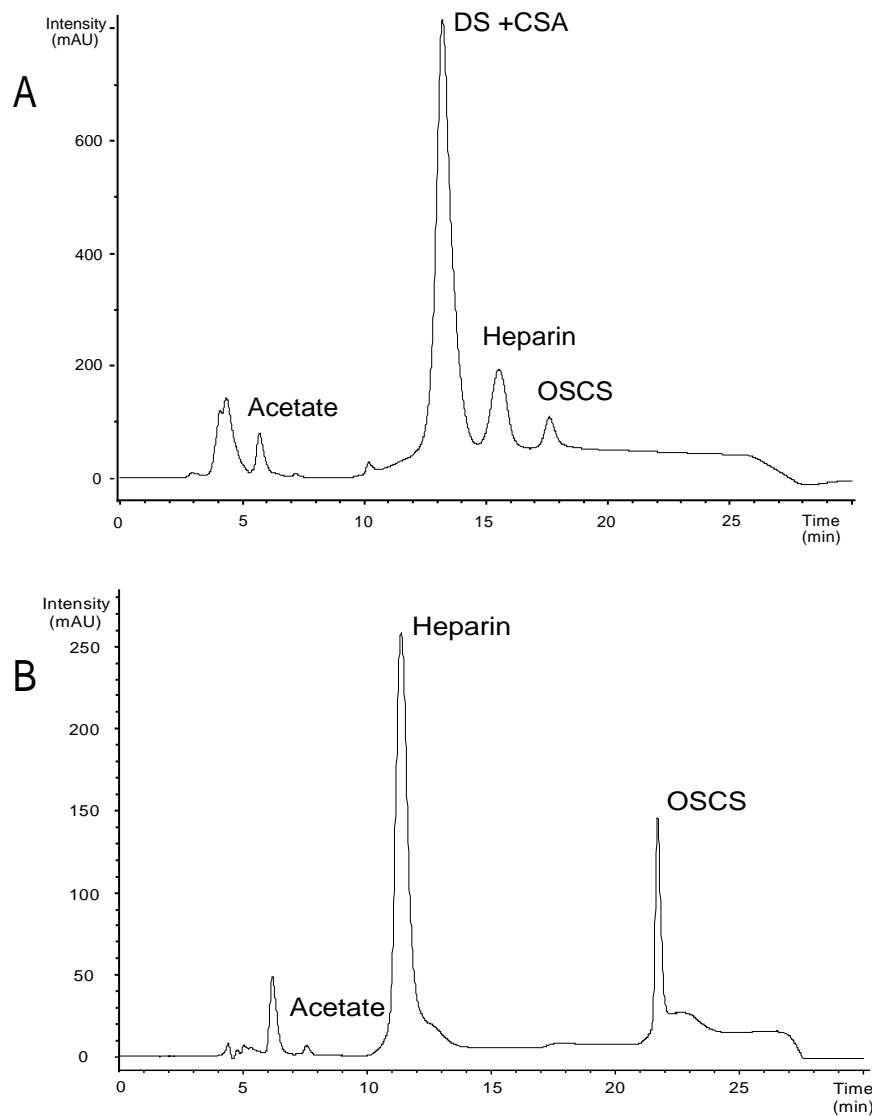 Intensity
(mAU)
DS +CSA
A
600
400
Heparin
200
OSCS
Acetate
0
0 5 10 15 20 25 Time
(min)
Intensity
(mAU)
Heparin
250
B
200
150
OSCS
100
50
Acetate
0
0 5 10 15 20 25 Time
(min)